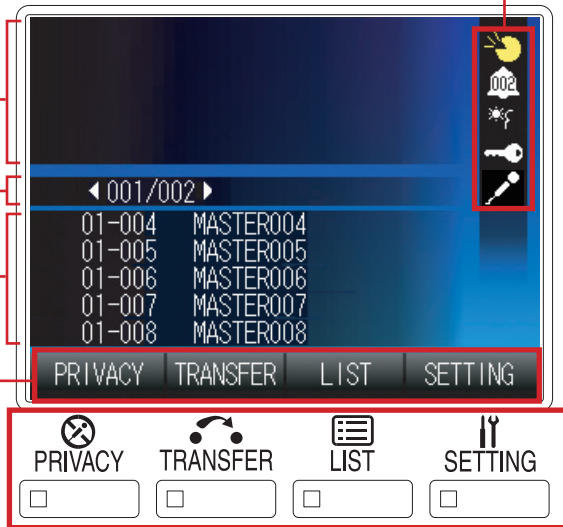 002
◀ 001/002 ▶
01-004 MASTER004
01-005 MASTER005
01-006 MASTER006
01-007 MASTER007
01-008 MASTER008
PRIVACY TRANSFER LIST SETTING
PRIVACY TRANSFER LIST SETTING